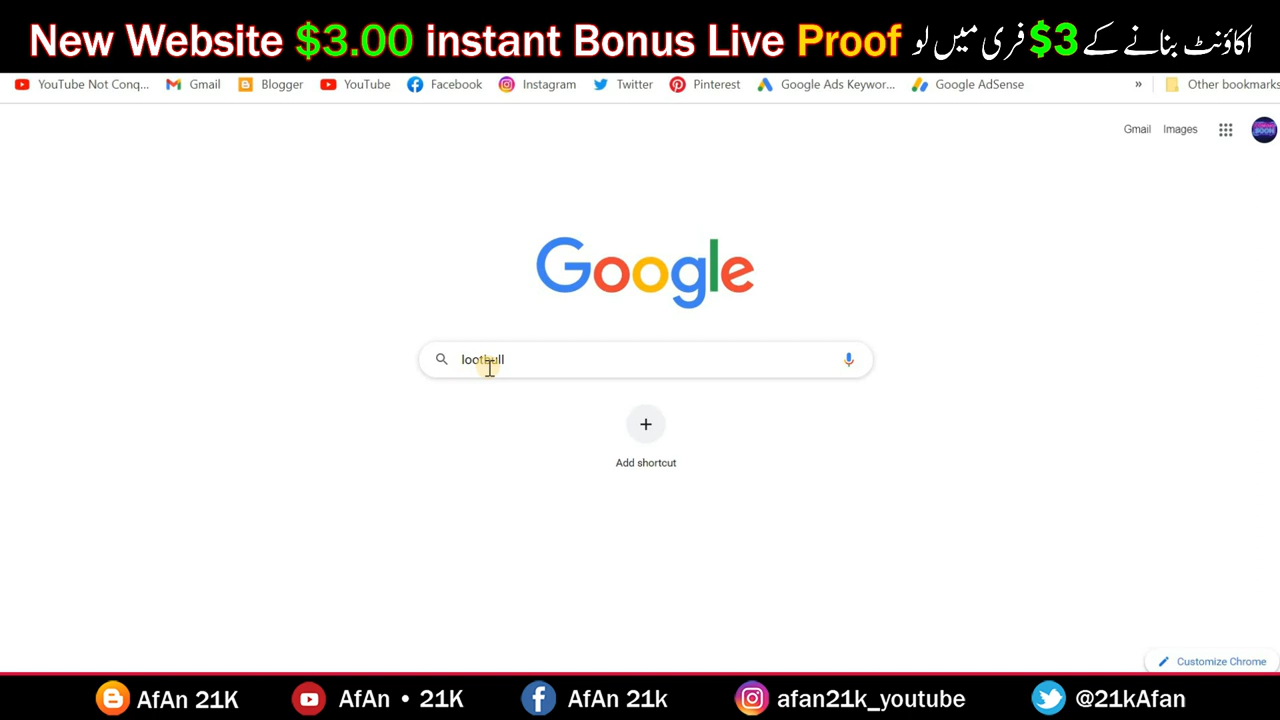 New Website $3.00 instant Bonus Live Proof اکاؤنٹ بنانے کے $3 فری میں لو
YouTube Not Conq... Gmail Blogger YouTube Facebook Instagram Twitter Pinterest Google Ads Keywor... Google AdSense » Other bookmarks
Gmail Images
Google
lootbull
Add shortcut
Customize Chrome
AfAn 21K AfAn • 21K AfAn 21k afan21k_youtube @21kAfan